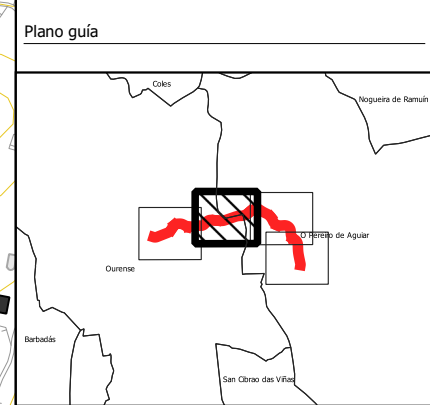 Plano guía
Coles
Nogueira de Ramuín
O Pereiro de Aguiar
Ourense
Barbadás
San Cibrao das Viñas